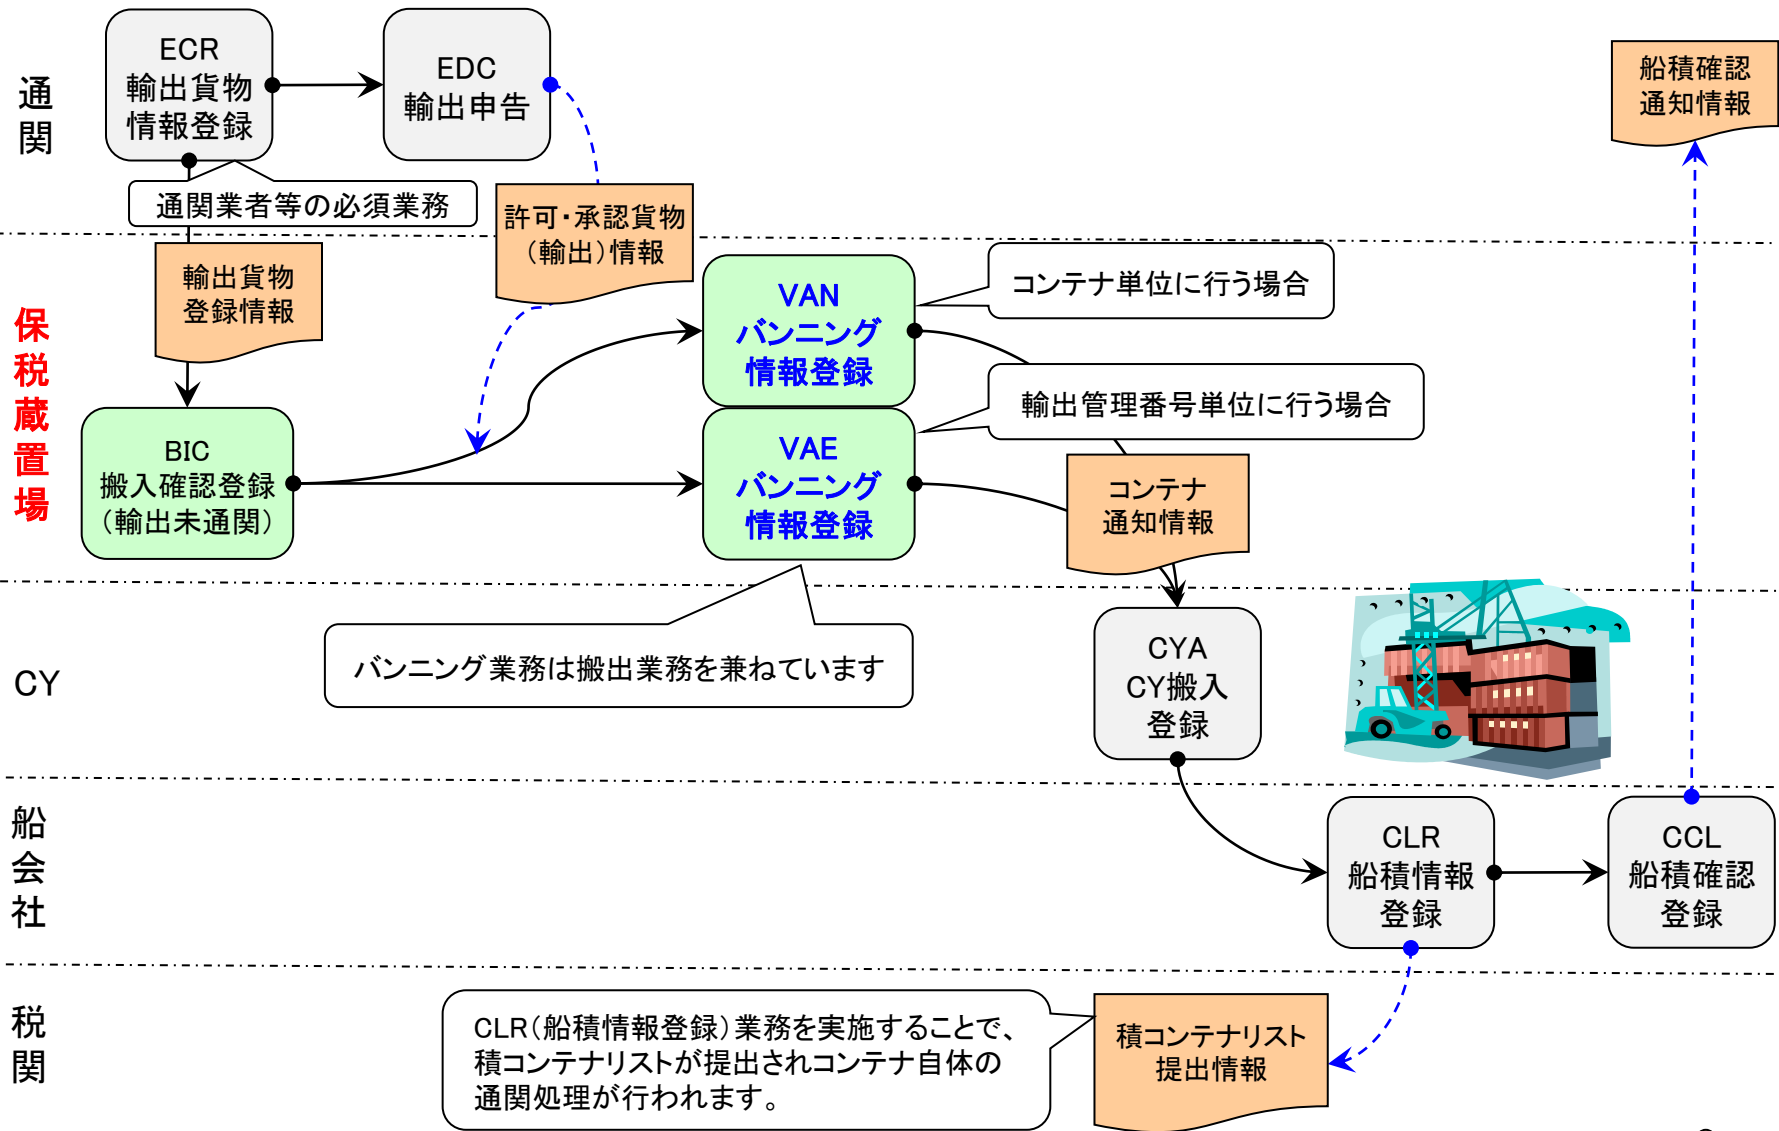 通
関
ECR
輸出貨物
情報登録
EDC
輸出申告
船積確認
通知情報
通関業者等の必須業務
許可・承認貨物
（輸出）情報
保
税
蔵
置
場
輸出貨物
登録情報
VAN
バンニング
情報登録
コンテナ単位に行う場合
輸出管理番号単位に行う場合
BIC
搬入確認登録
（輸出未通関）
VAE
バンニング
情報登録
コンテナ
通知情報
CY
バンニング業務は搬出業務を兼ねています
CYA
CY搬入
登録
船
会
社
CLR
船積情報
登録
CCL
船積確認
登録
税
関
CLR（船積情報登録）業務を実施することで、
積コンテナリストが提出されコンテナ自体の
通関処理が行われます。
積コンテナリスト
提出情報